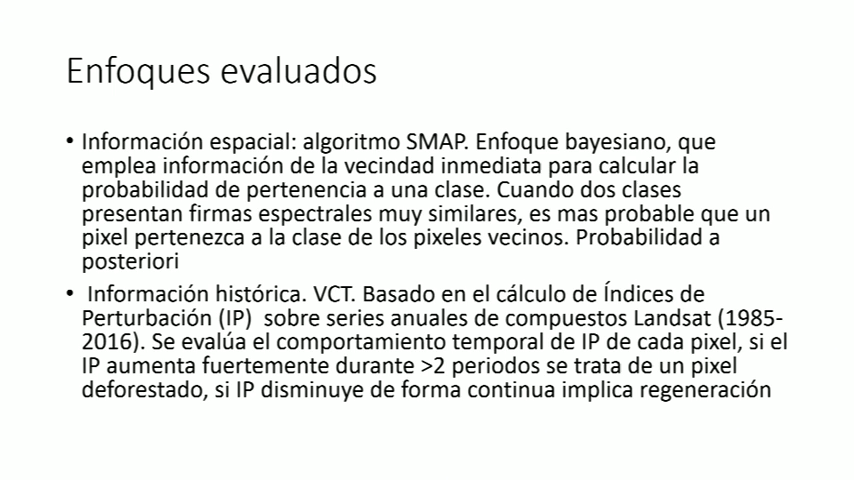 Enfoques evaluados
• Información espacial: algoritmo SMAP. Enfoque bayesiano, que
emplea información de la vecindad inmediata para calcular la
probabilidad de pertenencia a una clase. Cuando dos clases
presentan firmas espectrales muy similares, es mas probable que un
pixel pertenezca a la clase de los pixeles vecinos. Probabilidad a
posteriori
• Información histórica. VCT. Basado en el cálculo de Índices de
Perturbación (IP) sobre series anuales de compuestos Landsat (1985-
2016). Se evalúa el comportamiento temporal de IP de cada pixel, si el
IP aumenta fuertemente durante >2 periodos se trata de un pixel
deforestado, si IP disminuye de forma continua implica regeneración